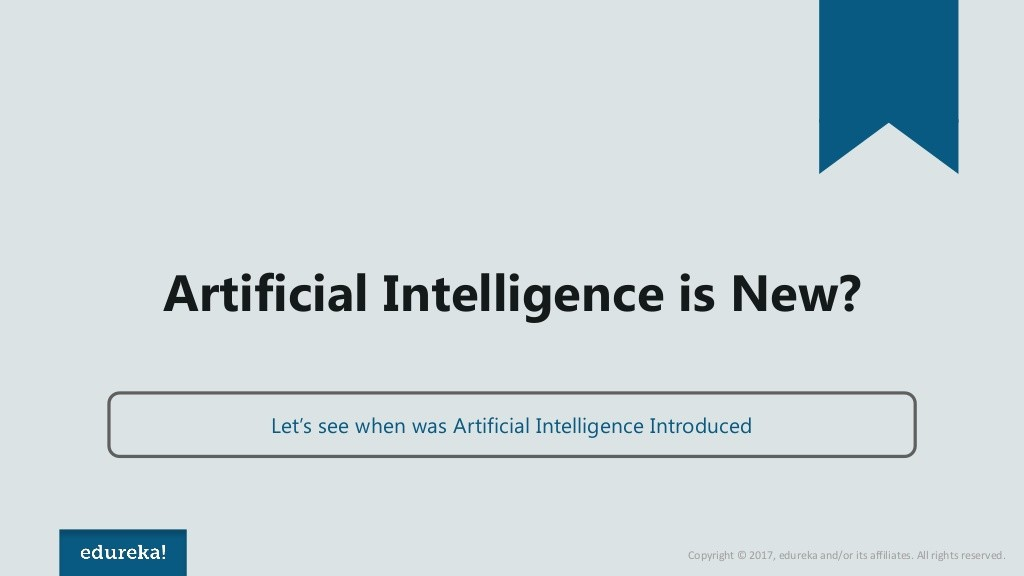 Artificial Intelligence is New?
Let’s see when was Artificial Intelligence Introduced
edureka!
Copyright © 2017, edureka and/or its affiliates. All rights reserved.